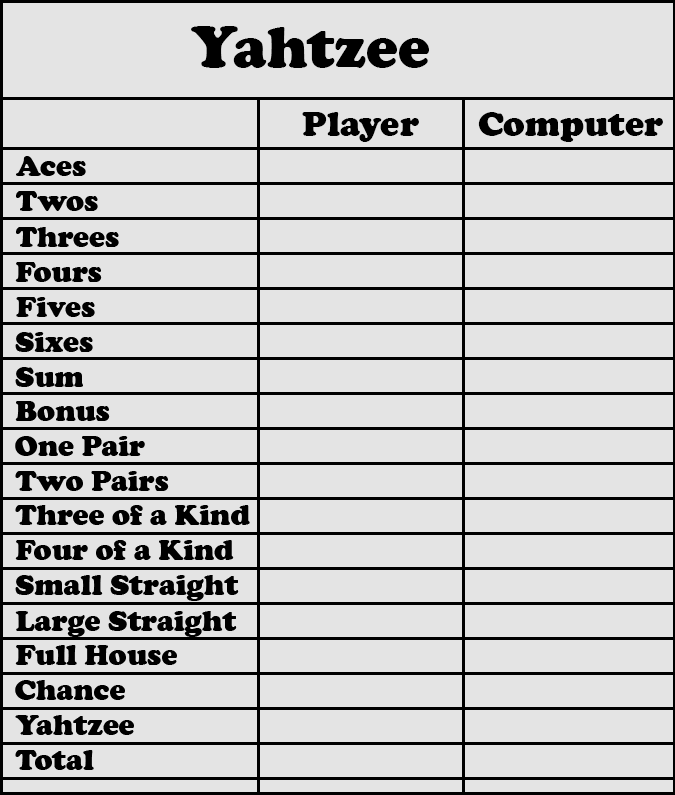 Yahtzee
Player Computer
Aces
Twos
Threes
Fours
Fives
Sixes
Sum
Bonus
One Pair
Two Pairs
Three of a Kind
Four of a Kind
Small Straight
Large Straight
Full House
Chance
Yahtzee
Total